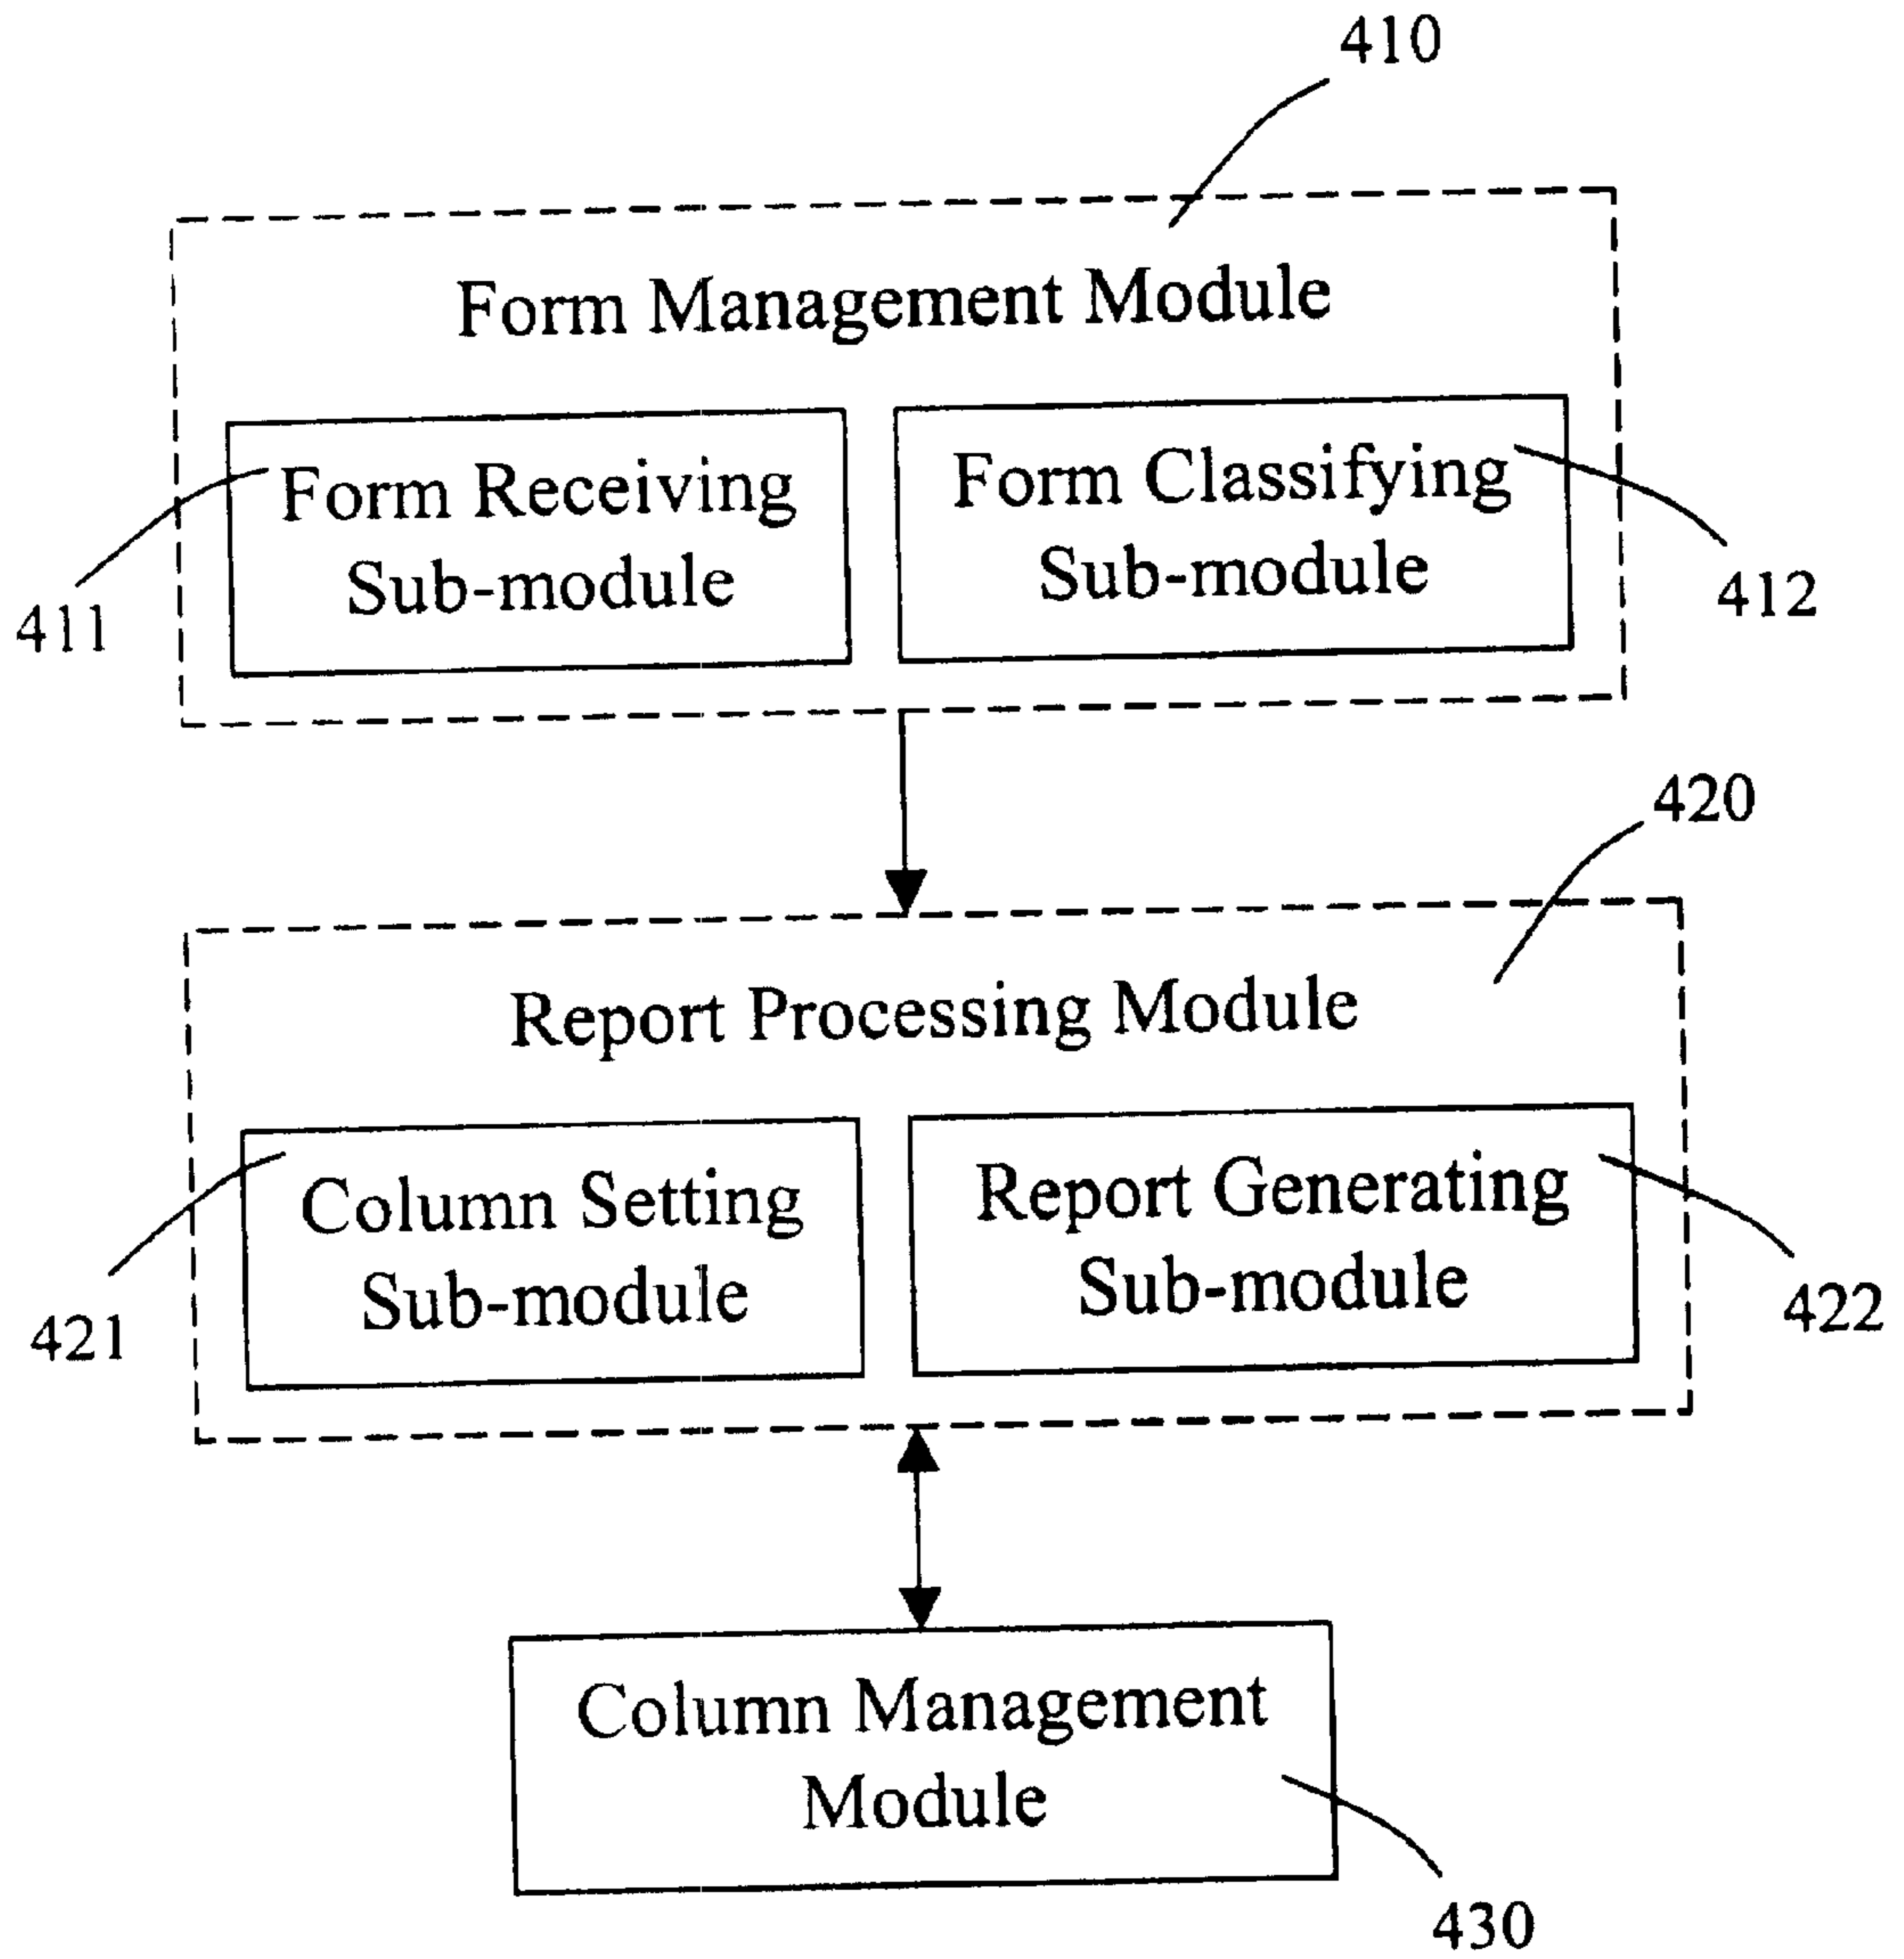 410
Form Management Module
Form Receiving
Sub-module
Form Classifying
Sub-module
411
412
420
Report Processing Module
Column Setting
Sub-module
Report Generating
Sub-module
421
422
Column Management
Module
430